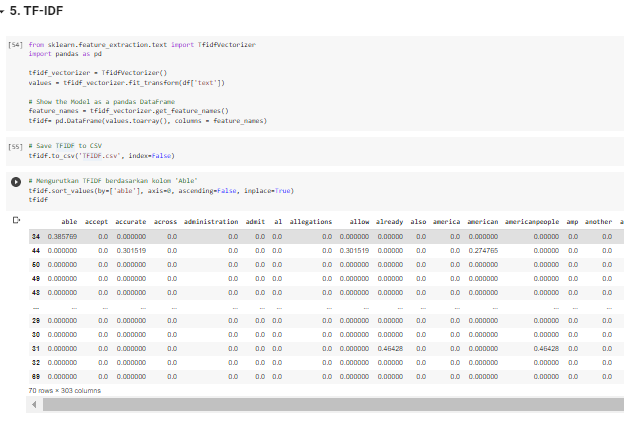 5. TF-IDF
[54] from sklearn.feature_extraction.text import TfidfVectorizer
import pandas as pd
tfidf_vectorizer = TfidfVectorizer()
values = tfidf_vectorizer.fit_transform(df['text'])
# Show the Model as a pandas DataFrame
feature_names = tfidf_vectorizer.get_feature_names()
tfidf= pd.DataFrame(values.toarray(), columns = feature_names)
[55] # Save TFIDF to CSV
tfidf.to_csv('TFIDF.csv', index=False)
# Mengurutkan TFIDF berdasarkan kolom 'Able'
tfidf.sort_values(by=['able'], axis=0, ascending=False, inplace=True)
tfidf
able accept accurate across administration admit al allegations allow already also america american americanpeople amp another a
34 0.385769 0.0 0.000000 0.0 0.0 0.0 0.0 0.0 0.000000 0.00000 0.0 0.0 0.000000 0.00000 0.0 0.0
44 0.000000 0.0 0.301519 0.0 0.0 0.0 0.0 0.0 0.301519 0.00000 0.0 0.0 0.274765 0.00000 0.0 0.0
50 0.000000 0.0 0.000000 0.0 0.0 0.0 0.0 0.0 0.000000 0.00000 0.0 0.0 0.000000 0.00000 0.0 0.0
49 0.000000 0.0 0.000000 0.0 0.0 0.0 0.0 0.0 0.000000 0.00000 0.0 0.0 0.000000 0.00000 0.0 0.0
48 0.000000 0.0 0.000000 0.0 0.0 0.0 0.0 0.0 0.000000 0.00000 0.0 0.0 0.000000 0.00000 0.0 0.0
... ... ... ... ... ... ... ... ... ... ... ... ... ... ... ... ...
29 0.000000 0.0 0.000000 0.0 0.0 0.0 0.0 0.0 0.000000 0.00000 0.0 0.0 0.000000 0.00000 0.0 0.0
30 0.000000 0.0 0.000000 0.0 0.0 0.0 0.0 0.0 0.000000 0.00000 0.0 0.0 0.000000 0.00000 0.0 0.0
31 0.000000 0.0 0.000000 0.0 0.0 0.0 0.0 0.0 0.000000 0.46428 0.0 0.0 0.000000 0.46428 0.0 0.0
32 0.000000 0.0 0.000000 0.0 0.0 0.0 0.0 0.0 0.000000 0.00000 0.0 0.0 0.000000 0.00000 0.0 0.0
69 0.000000 0.0 0.000000 0.0 0.0 0.0 0.0 0.0 0.000000 0.00000 0.0 0.0 0.000000 0.00000 0.0 0.0
70 rows × 303 columns